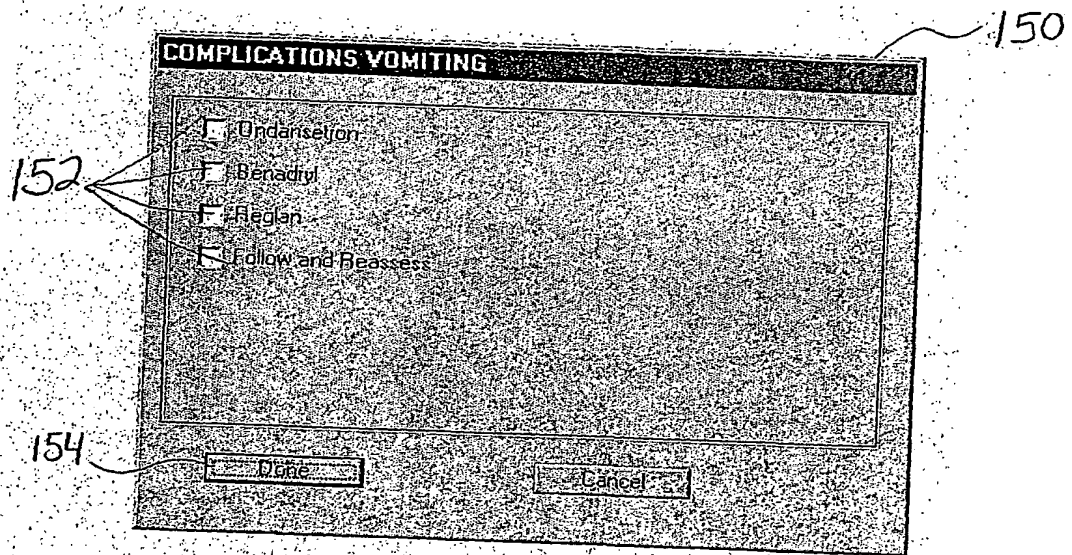 150
COMPLICATIONS VOMITING
Ondansetron
152
Benadryl
Reglan
Follow and Reassess
154
Done
Cancel